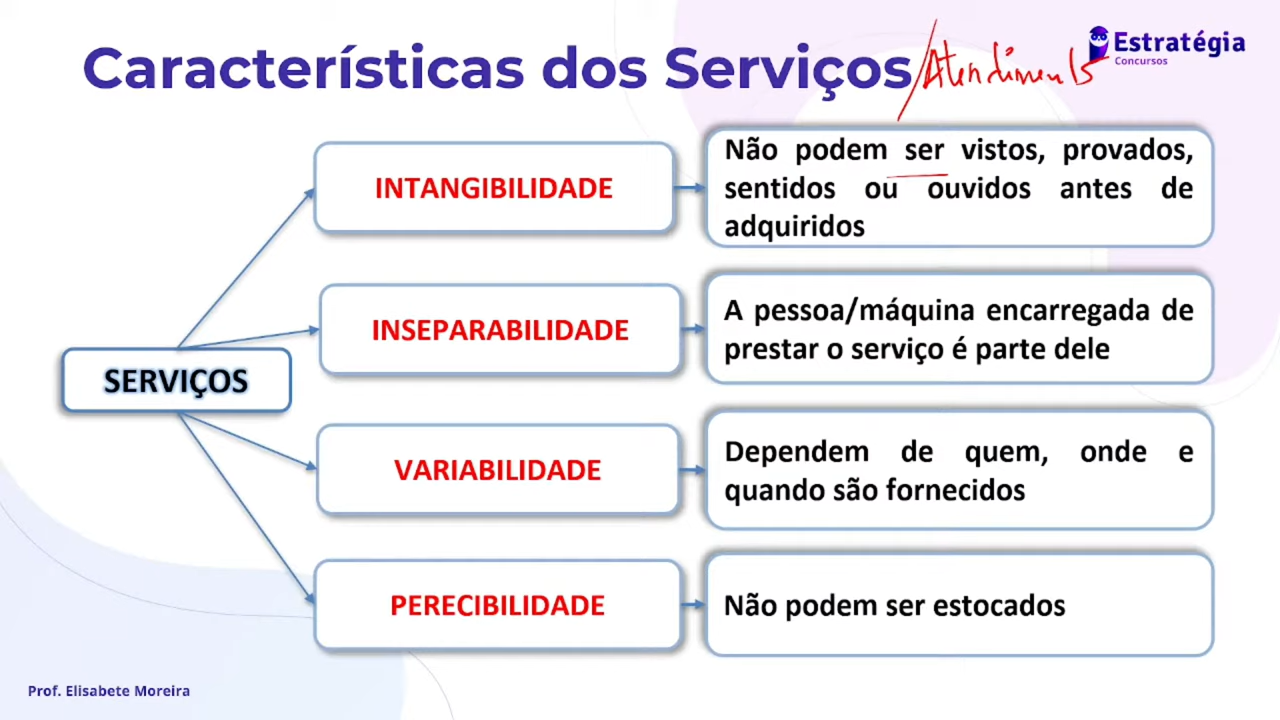 Características dos Serviços/Atendimento
Estratégia
Concursos
INTANGIBILIDADE
Não podem ser vistos, provados,
sentidos ou ouvidos antes de
adquiridos
INSEPARABILIDADE
A pessoa/máquina encarregada de
prestar o serviço é parte dele
SERVIÇOS
VARIABILIDADE
Dependem de quem, onde e
quando são fornecidos
PERECIBILIDADE
Não podem ser estocados
Prof. Elisabete Moreira